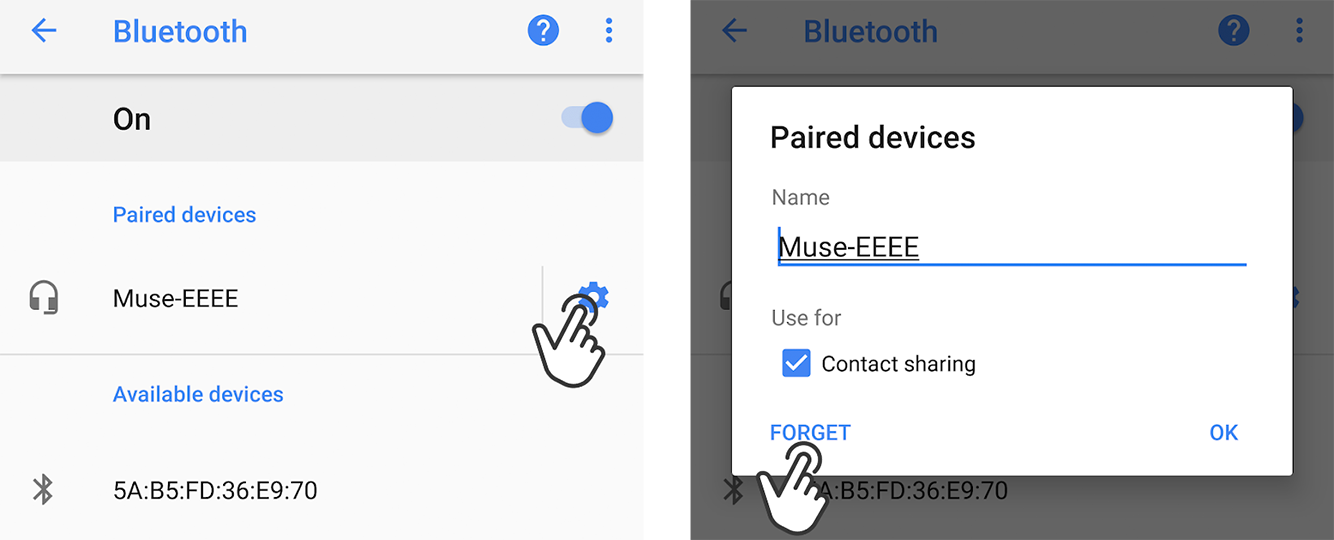 Bluetooth
On
Paired devices
Muse-EEEE
Available devices
5A:B5:FD:36:E9:70
Bluetooth
Paired devices
Name
Muse-EEEE
Use for
Contact sharing
FORGET
OK
A:B5:FD:36:E9:70